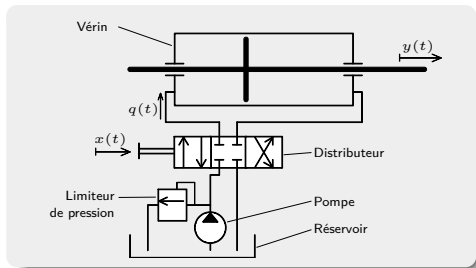 Vérin
y(t)
q(t)
x(t)
Distributeur
Limiteur
de pression
Pompe
Réservoir